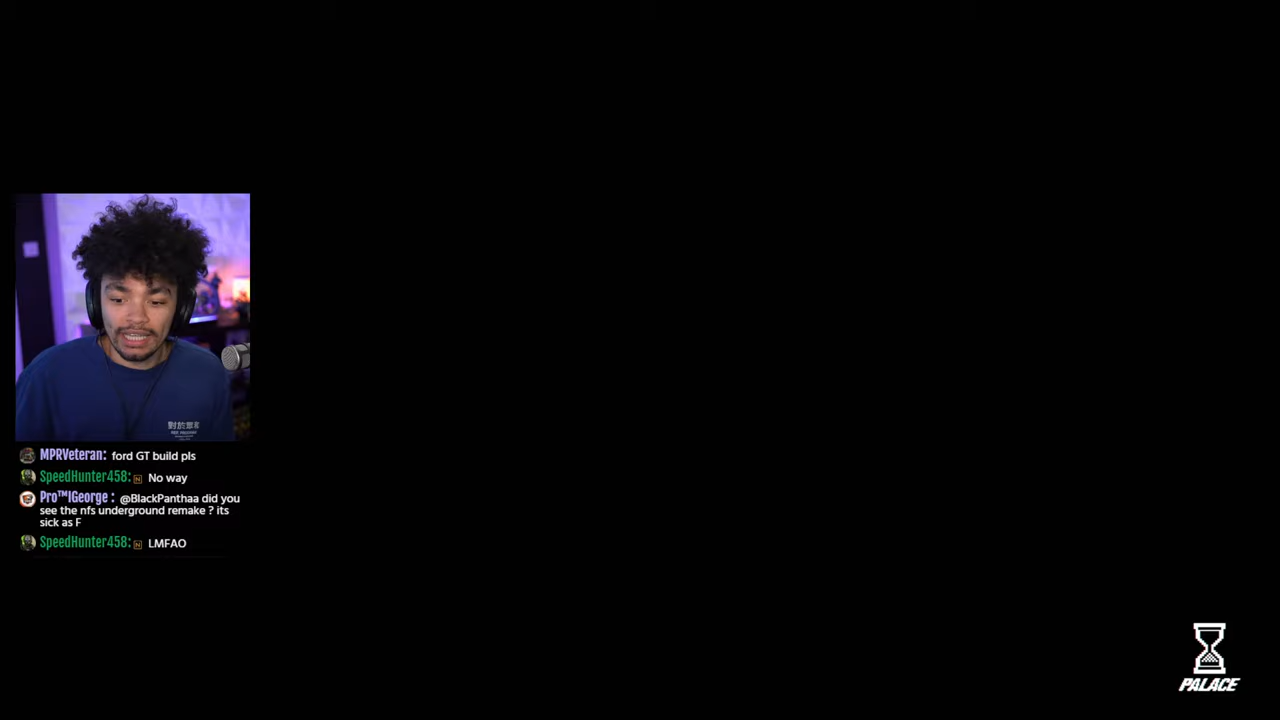 MPRVeteran: ford GT build pls
SpeedHunter458: N No way
Pro™IGeorge : @BlackPanthaa did you
see the nfs underground remake ? its
sick as F
SpeedHunter458: N LMFAO
PALACE